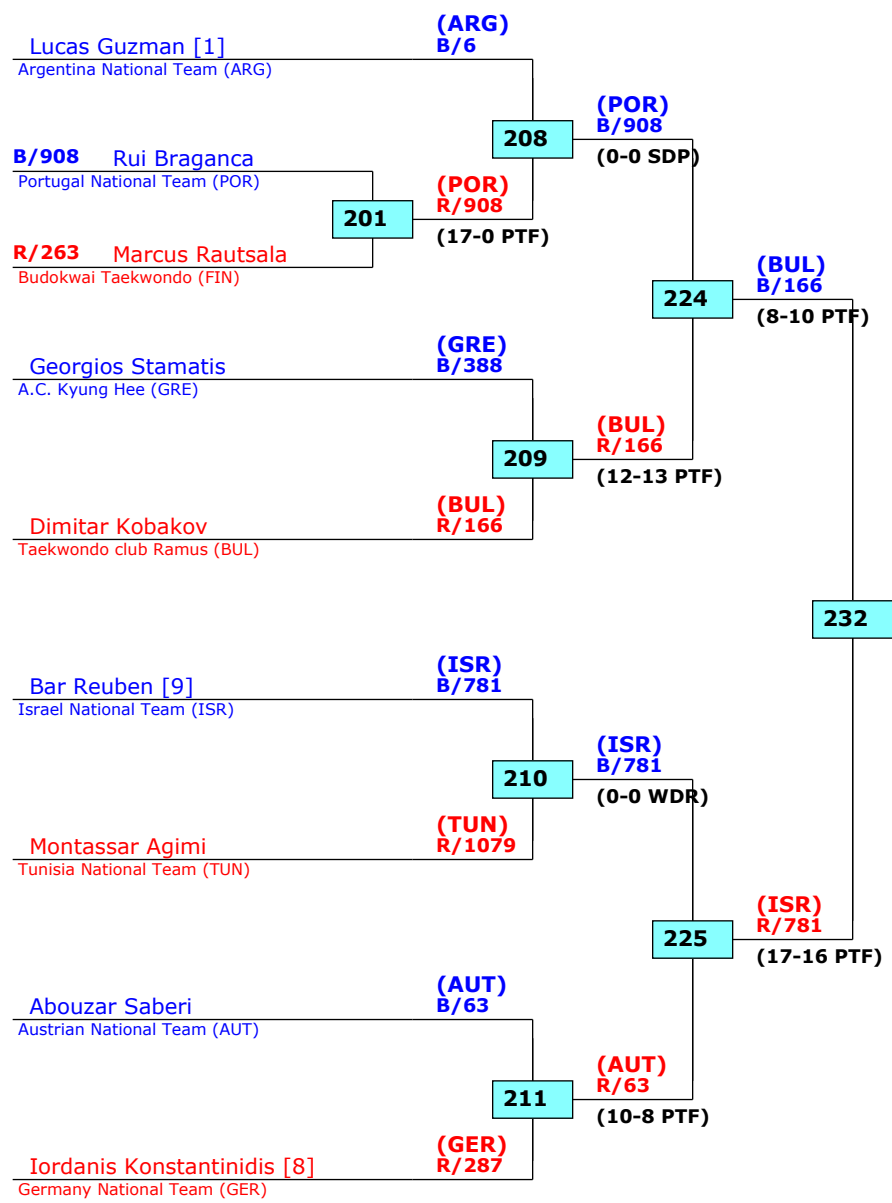 (ARG)
Lucas Guzman [1]
B/6
Argentina National Team (ARG)
(POR)
B/908
208
(0-0 SDP)
B/908 Rui Braganca
Portugal National Team (POR)
(POR)
R/908
201
(17-0 PTF)
R/263 Marcus Rautsala
Budokwai Taekwondo (FIN)
(BUL)
B/166
224
(8-10 PTF)
(GRE)
Georgios Stamatis
B/388
A.C. Kyung Hee (GRE)
(BUL)
R/166
209
(12-13 PTF)
(BUL)
Dimitar Kobakov
R/166
Taekwondo club Ramus (BUL)
232
(ISR)
Bar Reuben [9]
B/781
Israel National Team (ISR)
(ISR)
B/781
210
(0-0 WDR)
(TUN)
Montassar Agimi
R/1079
Tunisia National Team (TUN)
(ISR)
R/781
225
(17-16 PTF)
(AUT)
Abouzar Saberi
B/63
Austrian National Team (AUT)
(AUT)
R/63
211
(10-8 PTF)
(GER)
Iordanis Konstantinidis [8]
R/287
Germany National Team (GER)